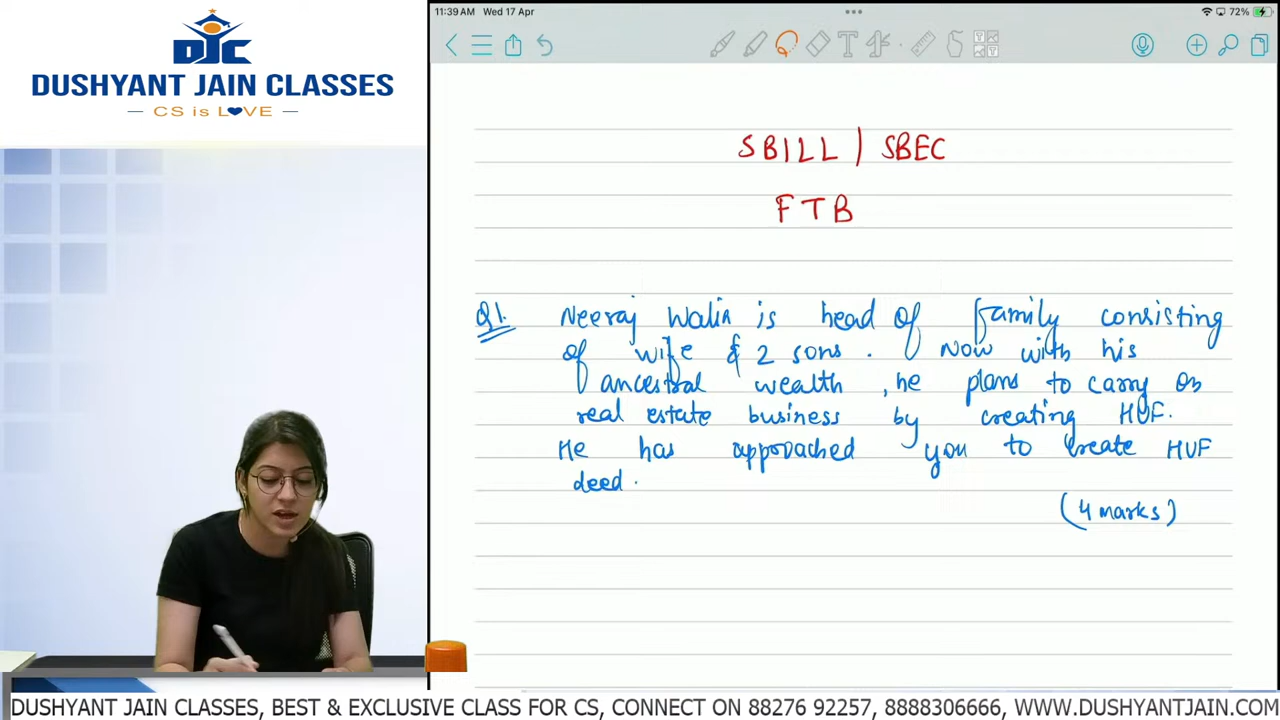 DJC
DUSHYANT JAIN CLASSES
— CS is LOVE —
11:39 AM Wed 17 Apr
72%
SBILL | SBEC
FTB
Q1. Neeraj Walia is head of family consisting
of wife & 2 sons. Now with his
ancestral wealth, he plans to carry on
real estate business by creating HUF.
He has approached you to create HUF
deed.
(4 marks)
DUSHYANT JAIN CLASSES, BEST & EXCLUSIVE CLASS FOR CS, CONNECT ON 88276 92257, 8888306666, WWW.DUSHYANTJAIN.COM